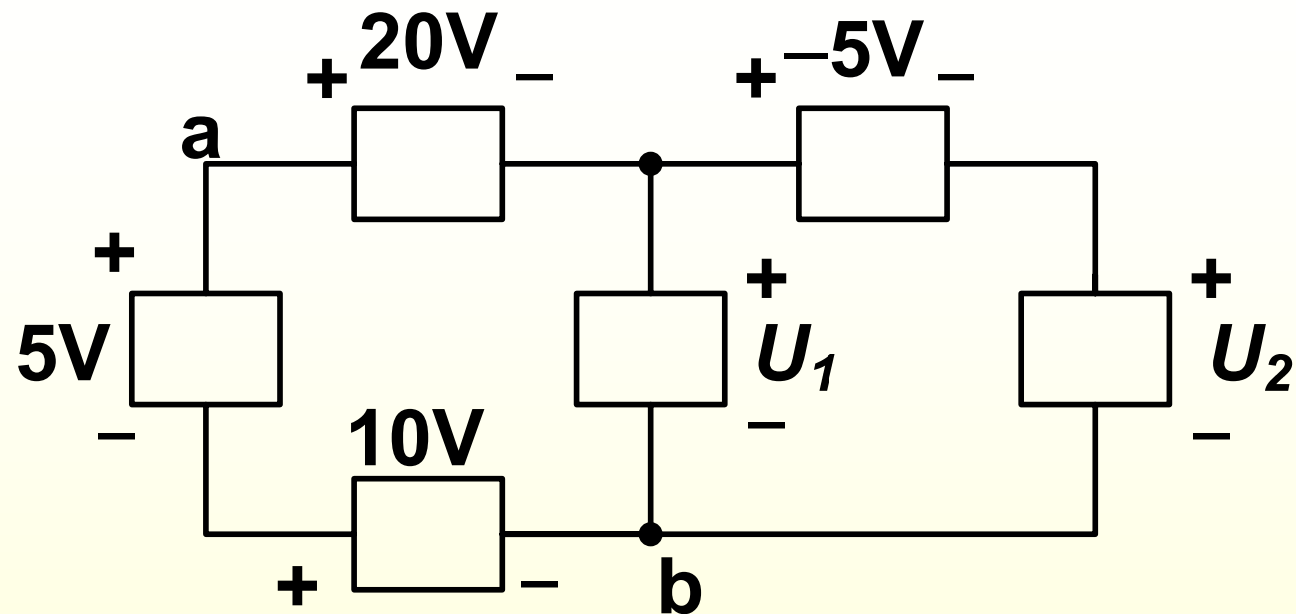 20V
+ –
–5V
+ –
a
+
5V
–
+
U1
–
+
U2
–
10V
+ –
b